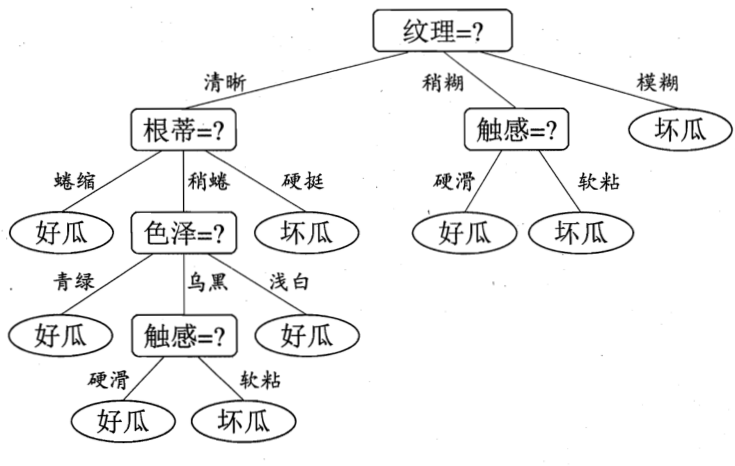 纹理=?
清晰 稍糊 模糊
根蒂=? 触感=? 坏瓜
蜷缩 稍蜷 硬挺 硬滑 软粘
好瓜 色泽=? 坏瓜 好瓜 坏瓜
青绿 乌黑 浅白
好瓜 触感=? 好瓜
硬滑 软粘
好瓜 坏瓜